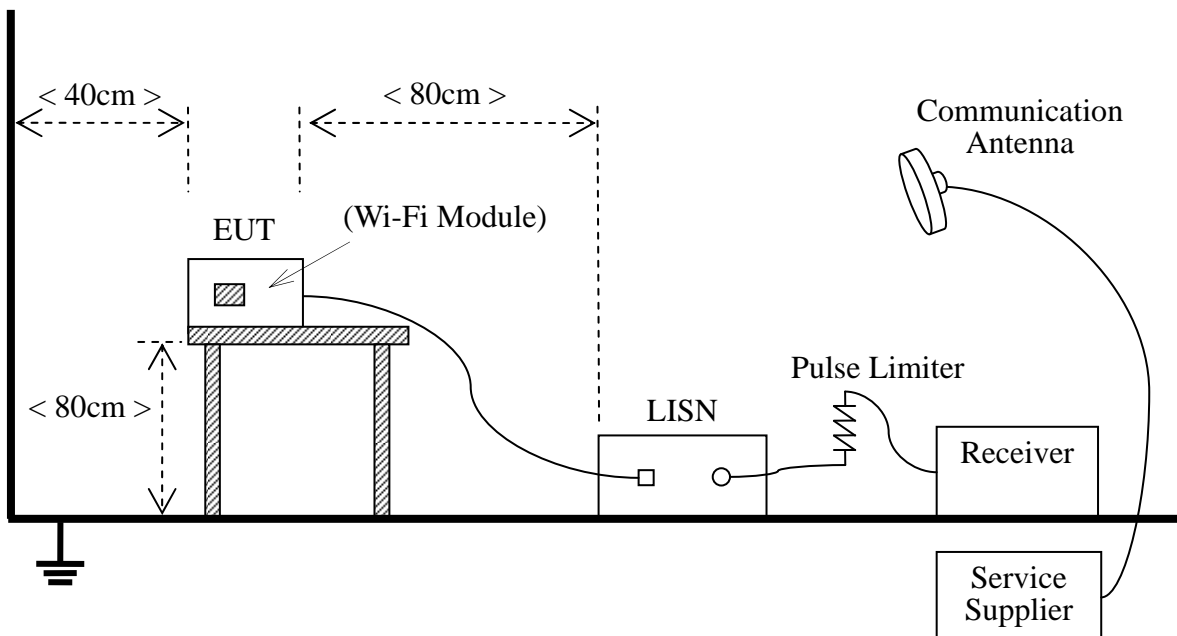 < 40cm >
< 80cm >
Communication
Antenna
(Wi-Fi Module)
EUT
Pulse Limiter
< 80cm >
LISN
Receiver
Service
Supplier